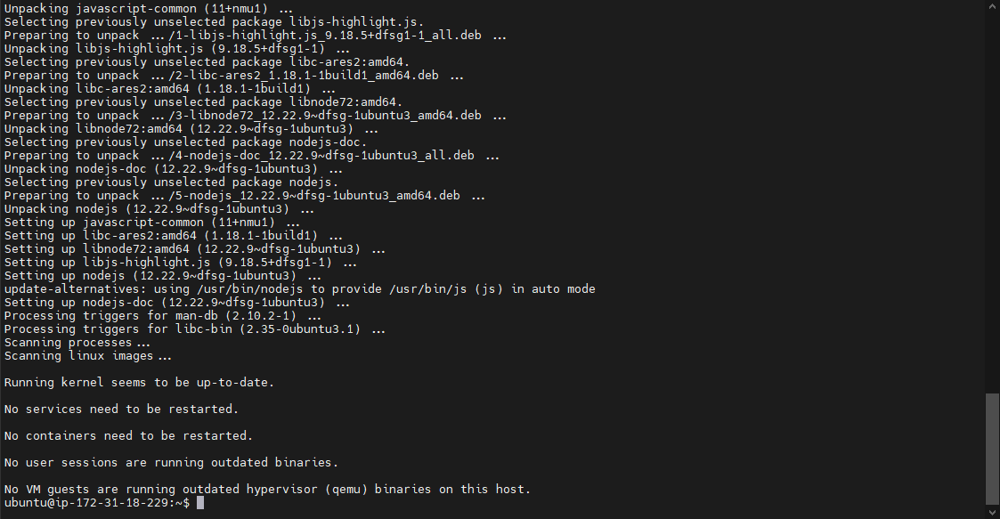 Unpacking javascript-common (11+nmu1) ...
Selecting previously unselected package libjs-highlight.js.
Preparing to unpack .../1-libjs-highlight.js_9.18.5+dfsg1-1_all.deb ...
Unpacking libjs-highlight.js (9.18.5+dfsg1-1) ...
Selecting previously unselected package libc-ares2:amd64.
Preparing to unpack .../2-libc-ares2_1.18.1-1build1_amd64.deb ...
Unpacking libc-ares2:amd64 (1.18.1-1build1) ...
Selecting previously unselected package libnode72:amd64.
Preparing to unpack .../3-libnode72_12.22.9~dfsg-1ubuntu3_amd64.deb ...
Unpacking libnode72:amd64 (12.22.9~dfsg-1ubuntu3) ...
Selecting previously unselected package nodejs-doc.
Preparing to unpack .../4-nodejs-doc_12.22.9~dfsg-1ubuntu3_all.deb ...
Unpacking nodejs-doc (12.22.9~dfsg-1ubuntu3) ...
Selecting previously unselected package nodejs.
Preparing to unpack .../5-nodejs_12.22.9~dfsg-1ubuntu3_amd64.deb ...
Unpacking nodejs (12.22.9~dfsg-1ubuntu3) ...
Setting up javascript-common (11+nmu1) ...
Setting up libc-ares2:amd64 (1.18.1-1build1) ...
Setting up libnode72:amd64 (12.22.9~dfsg-1ubuntu3) ...
Setting up libjs-highlight.js (9.18.5+dfsg1-1) ...
Setting up nodejs (12.22.9~dfsg-1ubuntu3) ...
update-alternatives: using /usr/bin/nodejs to provide /usr/bin/js (js) in auto mode
Setting up nodejs-doc (12.22.9~dfsg-1ubuntu3) ...
Processing triggers for man-db (2.10.2-1) ...
Processing triggers for libc-bin (2.35-0ubuntu3.1) ...
Scanning processes...
Scanning linux images...
Running kernel seems to be up-to-date.
No services need to be restarted.
No containers need to be restarted.
No user sessions are running outdated binaries.
No VM guests are running outdated hypervisor (qemu) binaries on this host.
ubuntu@ip-172-31-18-229:~$